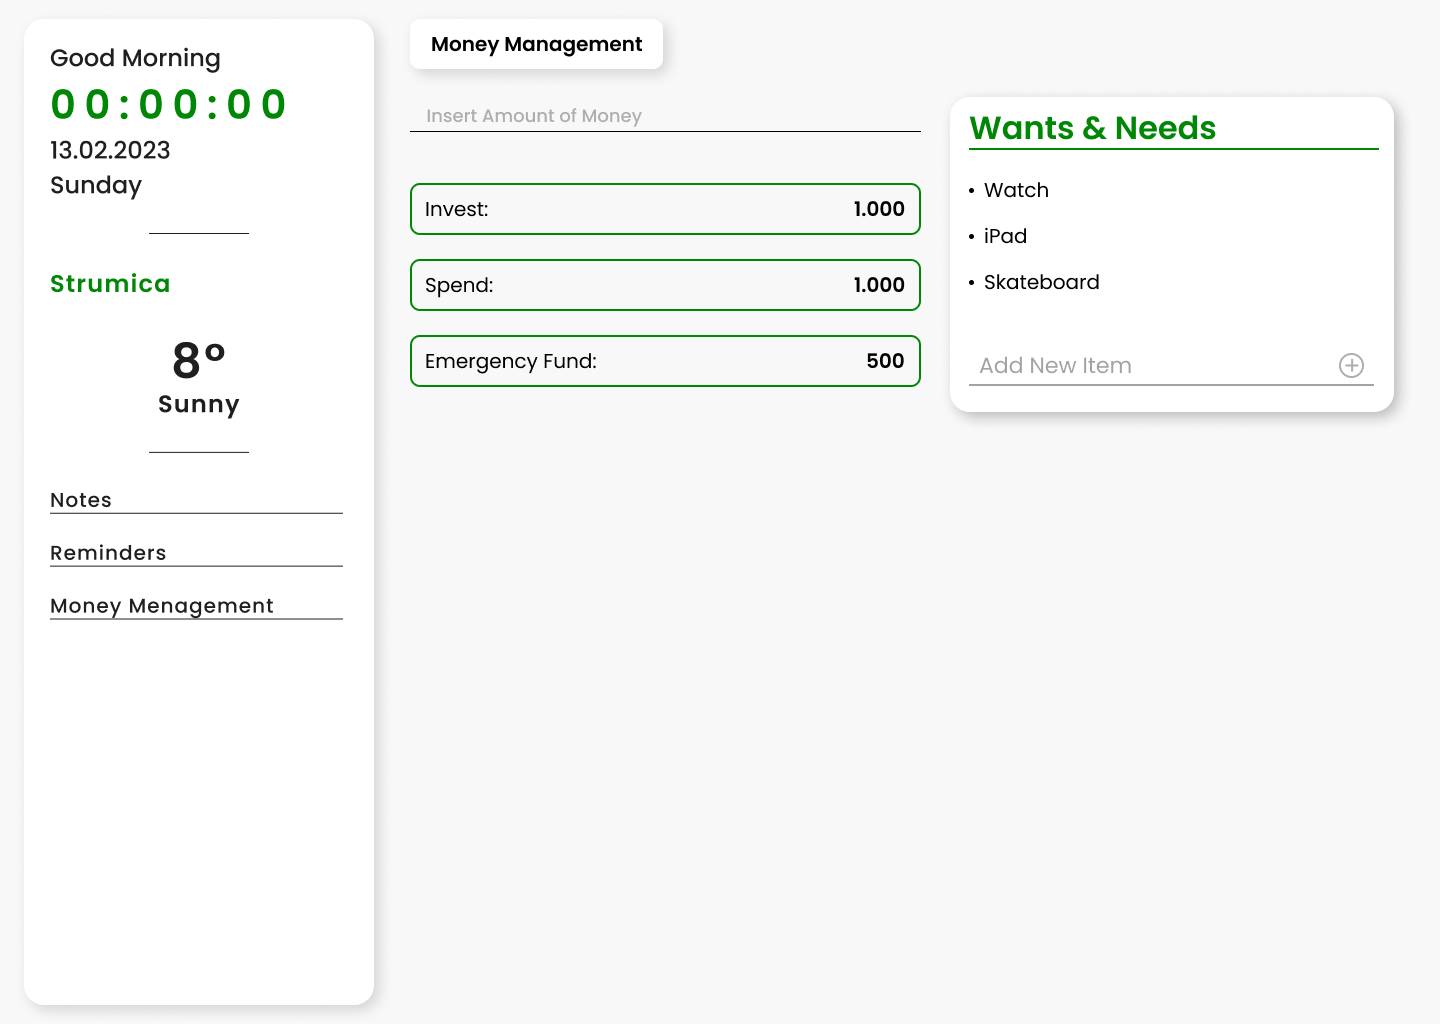 Good Morning
00:00:00
13.02.2023
Sunday
Strumica
8°
Sunny
Notes
Reminders
Money Menagement
Money Management
Insert Amount of Money
Invest: 1.000
Spend: 1.000
Emergency Fund: 500
Wants & Needs
• Watch
• iPad
• Skateboard
Add New Item